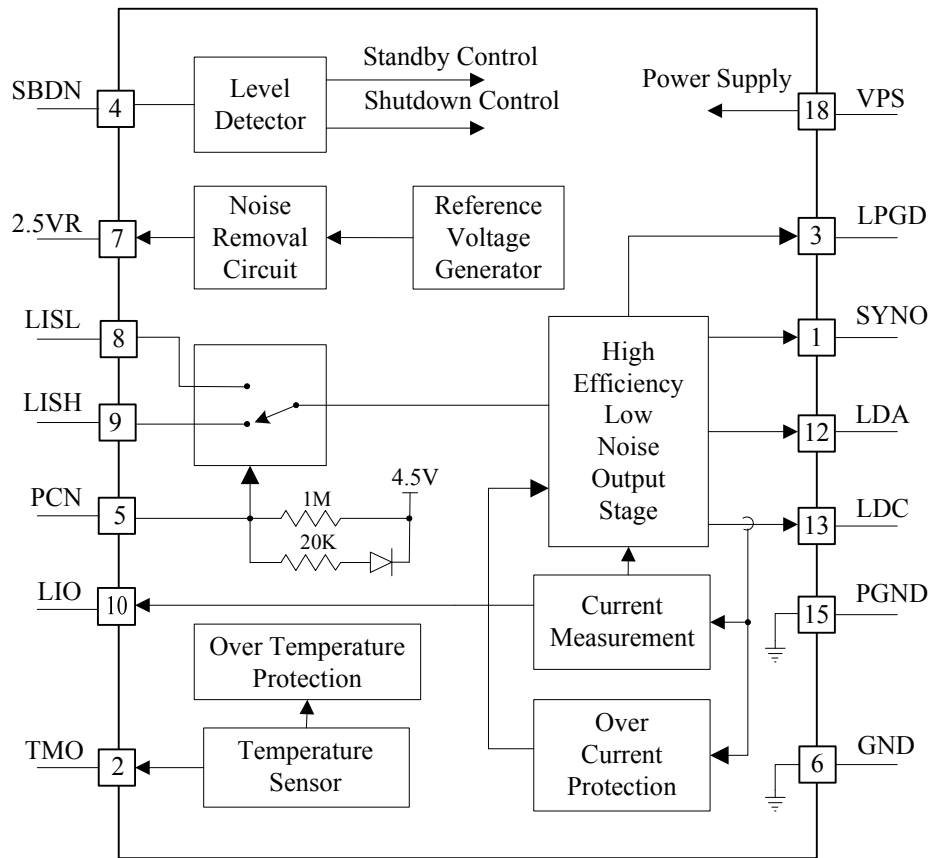 SBDN
4
Level
Detector
Standby Control
Shutdown Control
Power Supply
18
VPS
2.5VR
7
Noise
Removal
Circuit
Reference
Voltage
Generator
3
LPGD
LISL
8
LISH
9
High
Efficiency
Low
Noise
Output
Stage
1
SYNO
12
LDA
PCN
5
1M
20K
4.5V
13
LDC
LIO
10
Current
Measurement
15
PGND
Over Temperature
Protection
TMO
2
Temperature
Sensor
Over
Current
Protection
6
GND